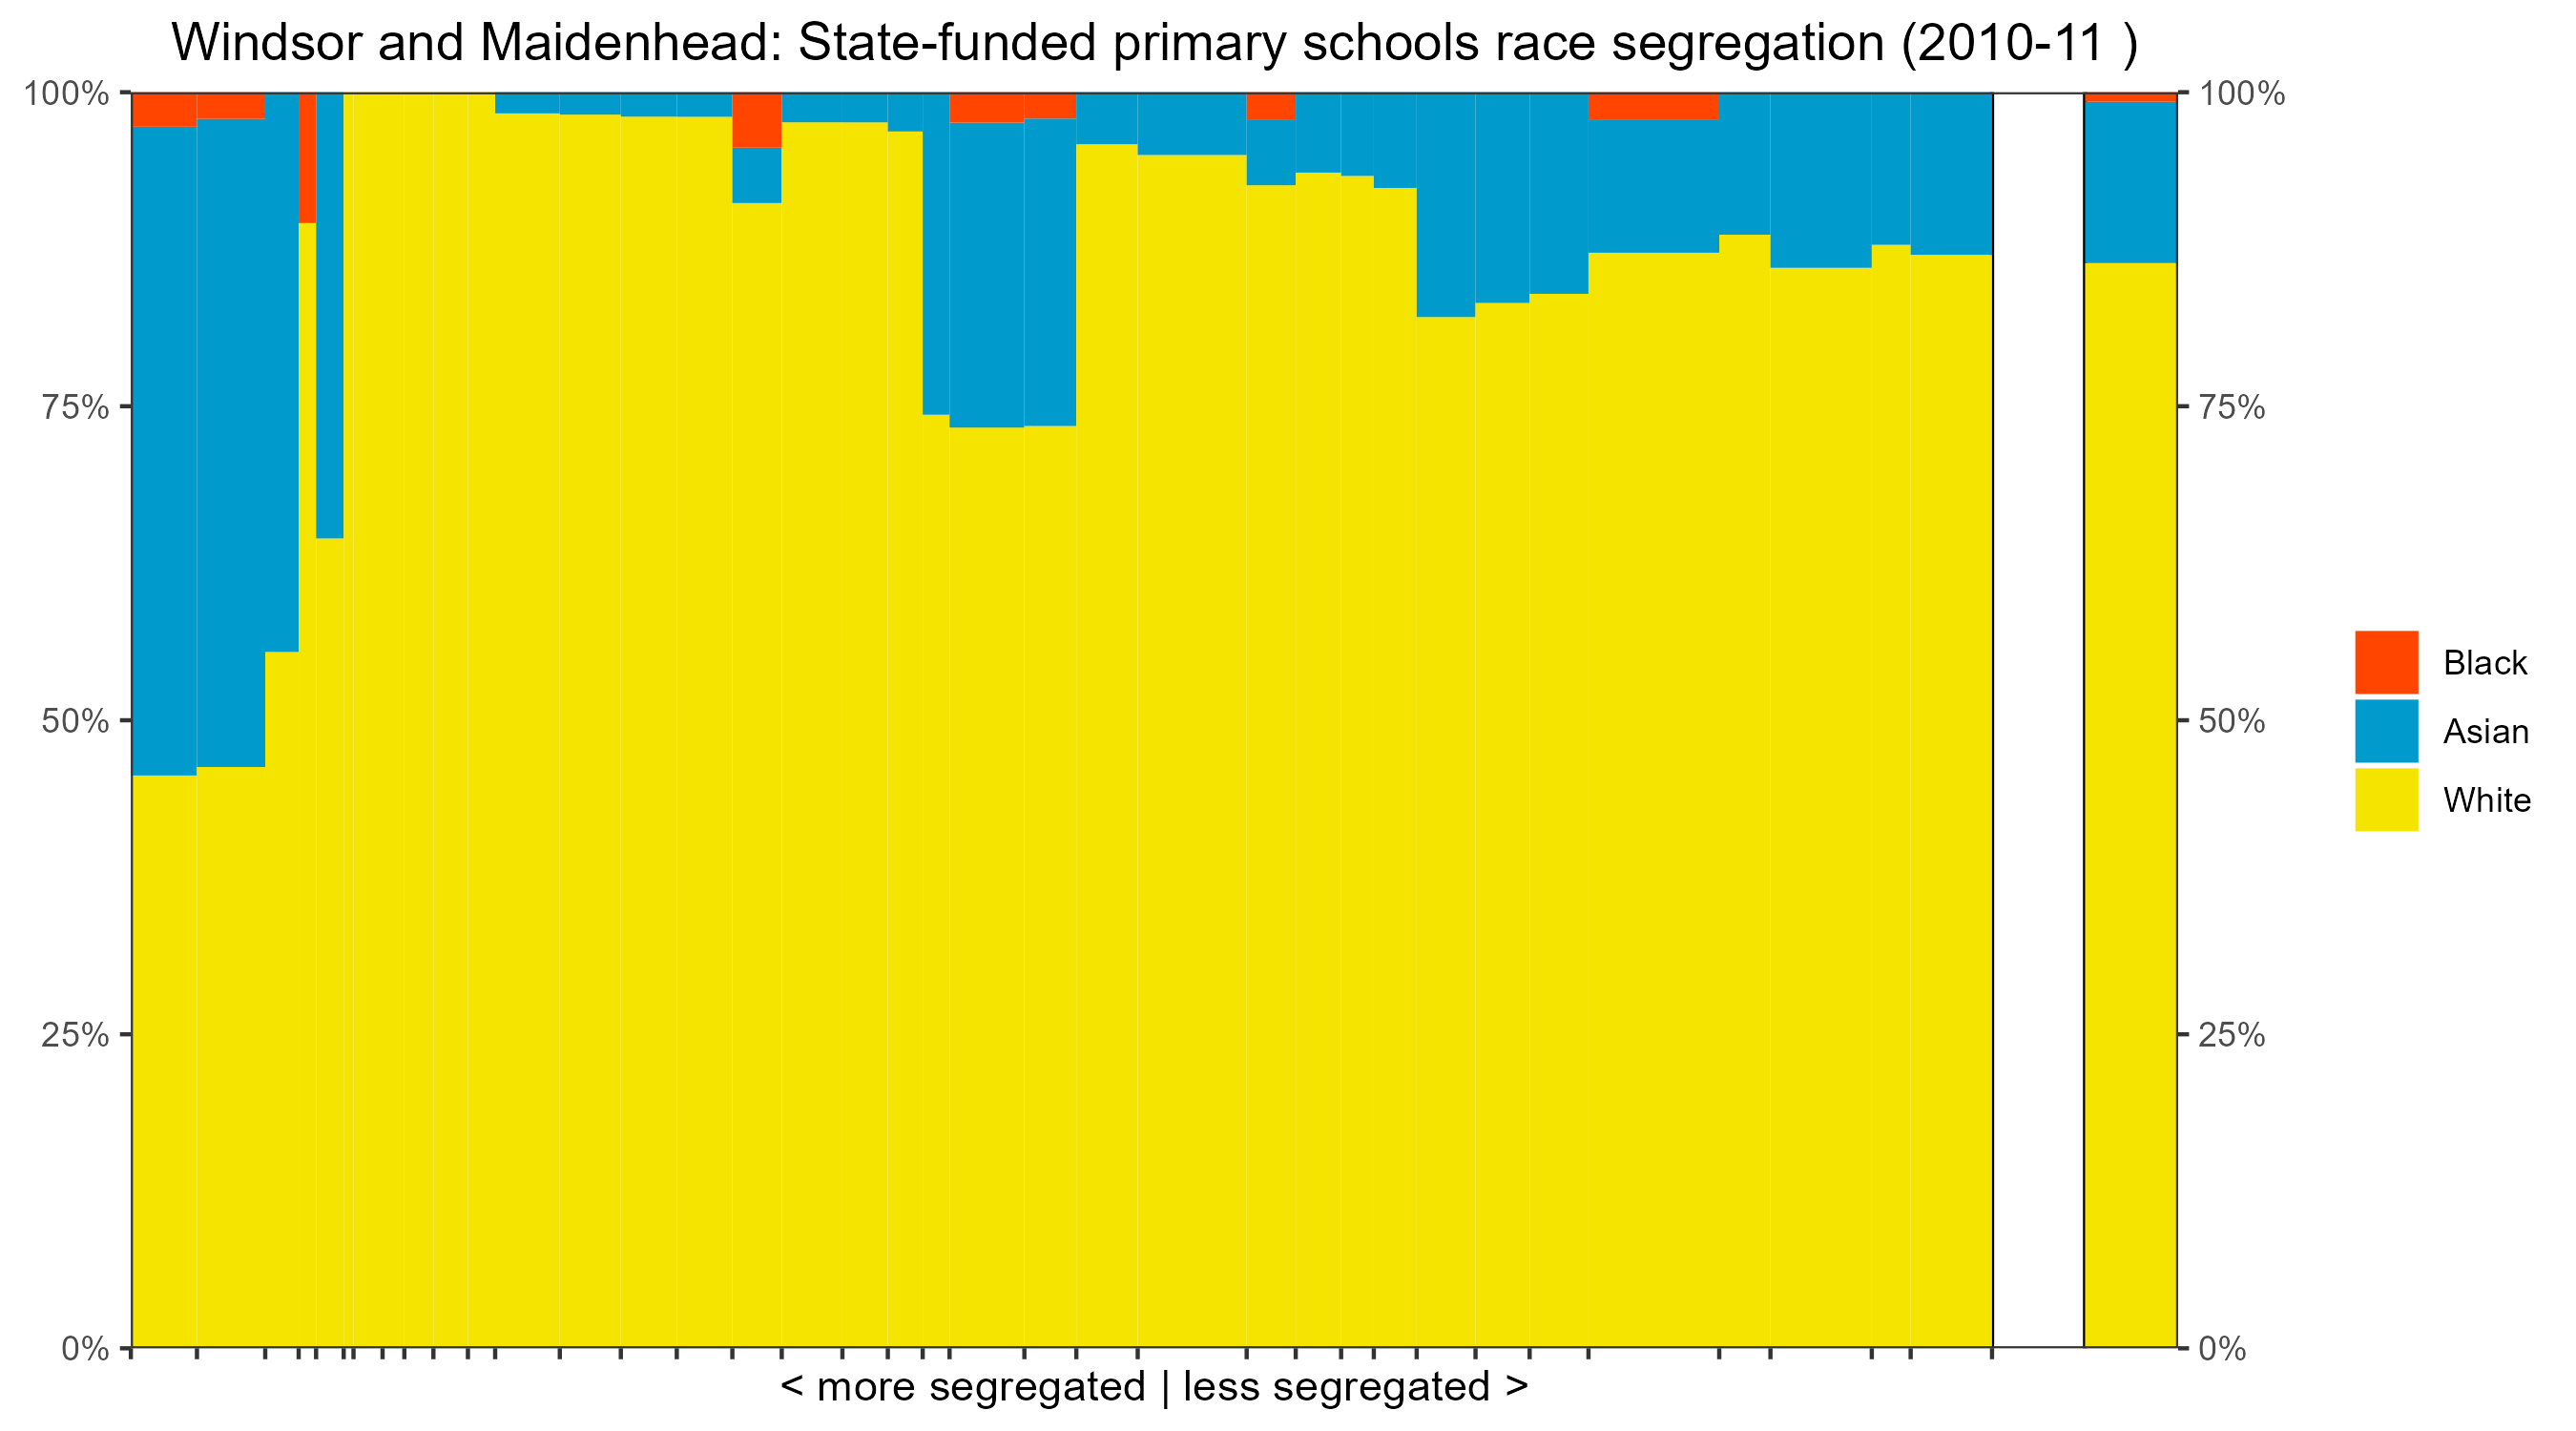 Windsor and Maidenhead: State-funded primary schools race segregation (2010-11 )
100%
75%
50%
25%
0%
100%
75%
50%
25%
0%
Black
Asian
White
< more segregated | less segregated >